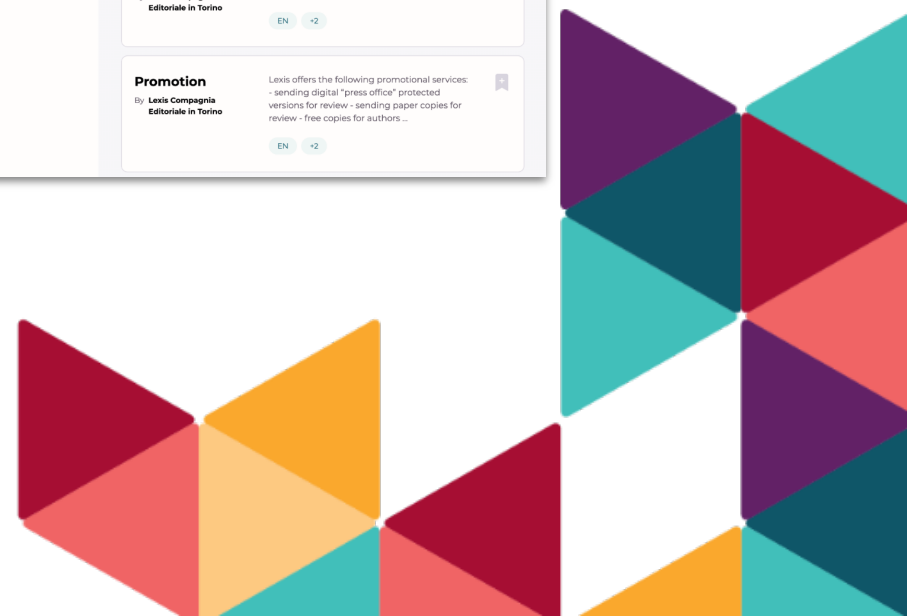 Editoriale in Torino
EN +2
Promotion
By Lexis Compagnia
Editoriale in Torino
Lexis offers the following promotional services:
- sending digital "press office" protected
versions for review - sending paper copies for
review - free copies for authors ...
EN +2